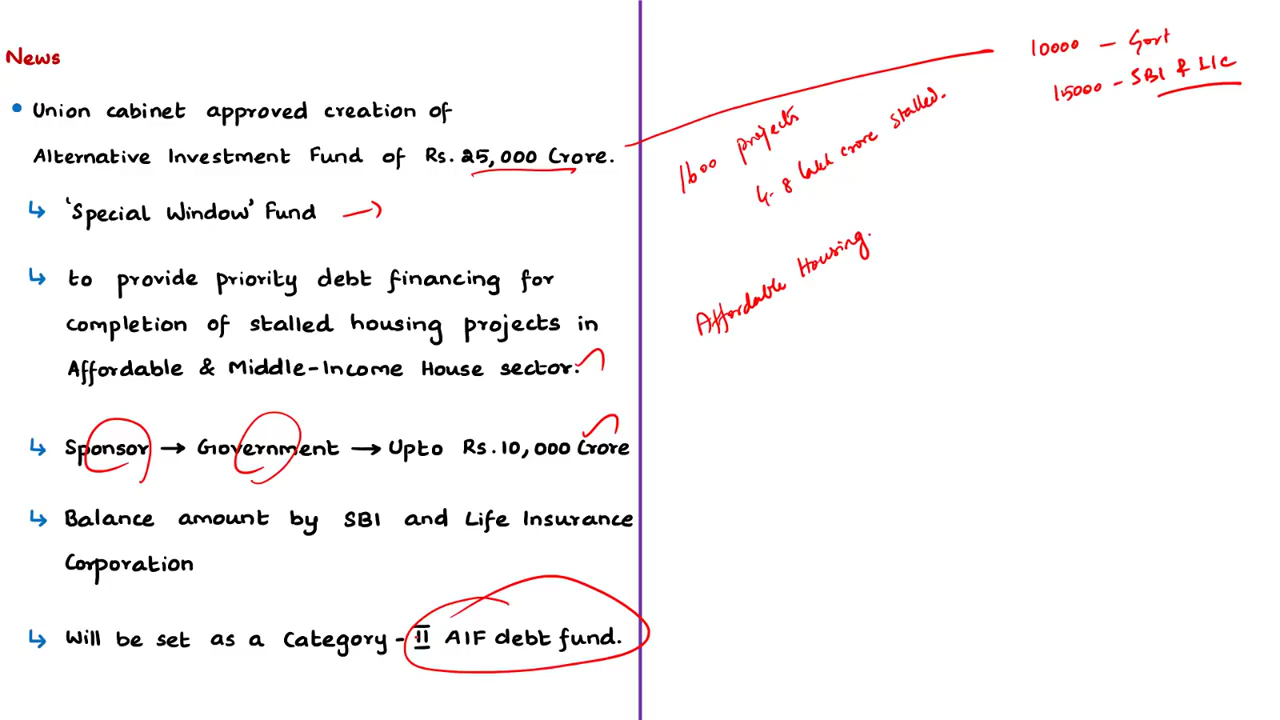 News
• Union cabinet approved creation of
Alternative Investment Fund of Rs. 25,000 Crore.
↳ 'Special Window' Fund →
↳ to provide priority debt financing for
completion of stalled housing projects in
Affordable & Middle-Income House sector.
↳ Sponsor → Government → Upto Rs. 10,000 Crore
↳ Balance amount by SBI and Life Insurance
Corporation
↳ Will be set as a Category - II AIF debt fund.
10000 - Govt
15000 - SBI & LIC
1600 projects
4.8 lakh crore stalled.
Affordable Housing.